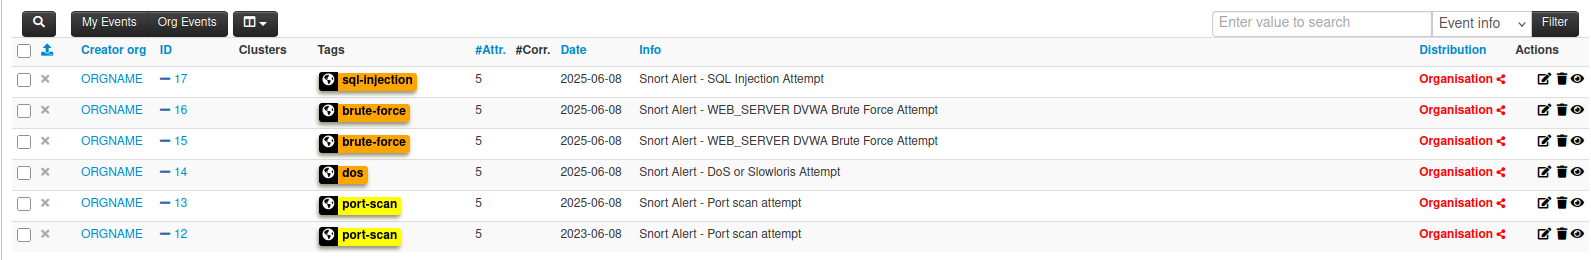 My Events Org Events Enter value to search Event info Filter
Creator org ID Clusters Tags #Attr. #Corr. Date Info Distribution Actions
ORGNAME 17 sql-injection 5 2025-06-08 Snort Alert - SQL Injection Attempt Organisation
ORGNAME 16 brute-force 5 2025-06-08 Snort Alert - WEB_SERVER DVWA Brute Force Attempt Organisation
ORGNAME 15 brute-force 5 2025-06-08 Snort Alert - WEB_SERVER DVWA Brute Force Attempt Organisation
ORGNAME 14 dos 5 2025-06-08 Snort Alert - DoS or Slowloris Attempt Organisation
ORGNAME 13 port-scan 5 2025-06-08 Snort Alert - Port scan attempt Organisation
ORGNAME 12 port-scan 5 2023-06-08 Snort Alert - Port scan attempt Organisation